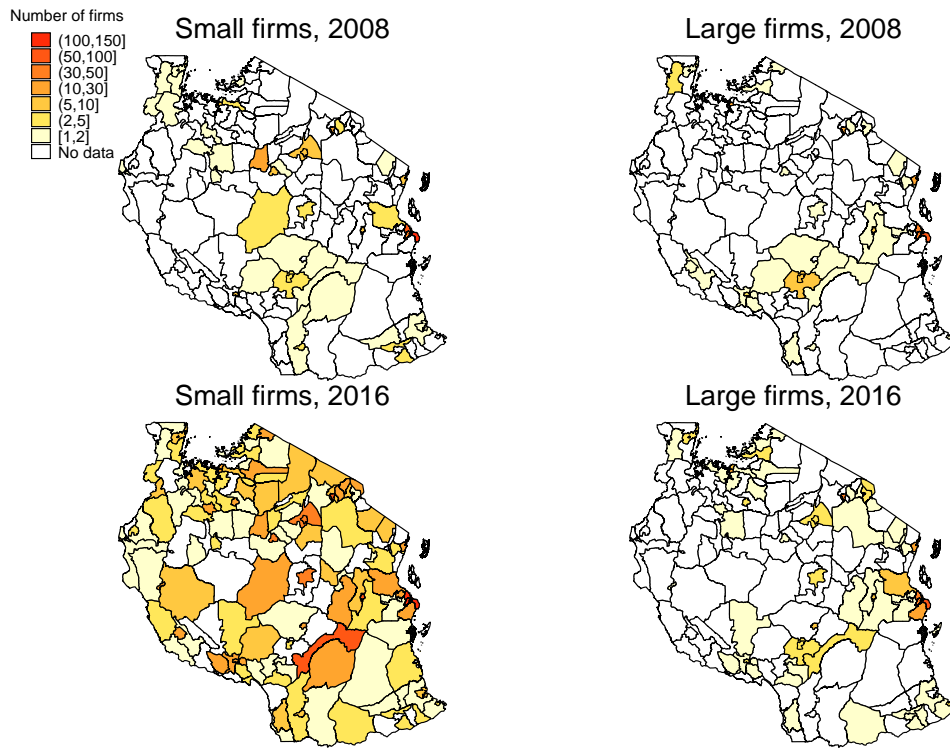 Number of firms
(100,150]
(50,100]
(30,50]
(10,30]
(5,10]
(2,5]
[1,2]
No data
Small firms, 2008
Large firms, 2008
Small firms, 2016
Large firms, 2016